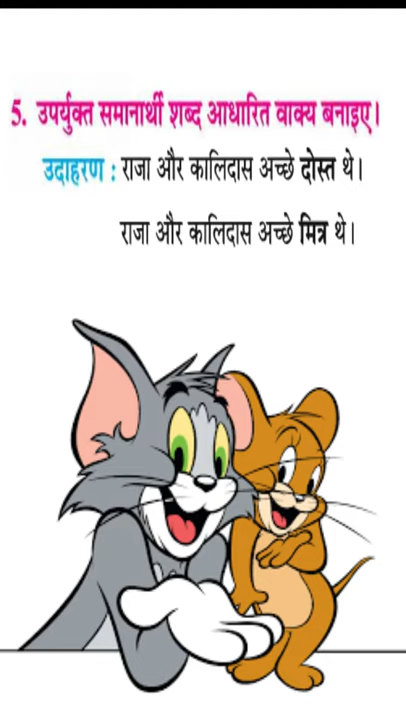 5. उपर्युक्त समानार्थी शब्द आधारित वाक्य बनाइए।
उदाहरण : राजा और कालिदास अच्छे दोस्त थे।
राजा और कालिदास अच्छे मित्र थे।